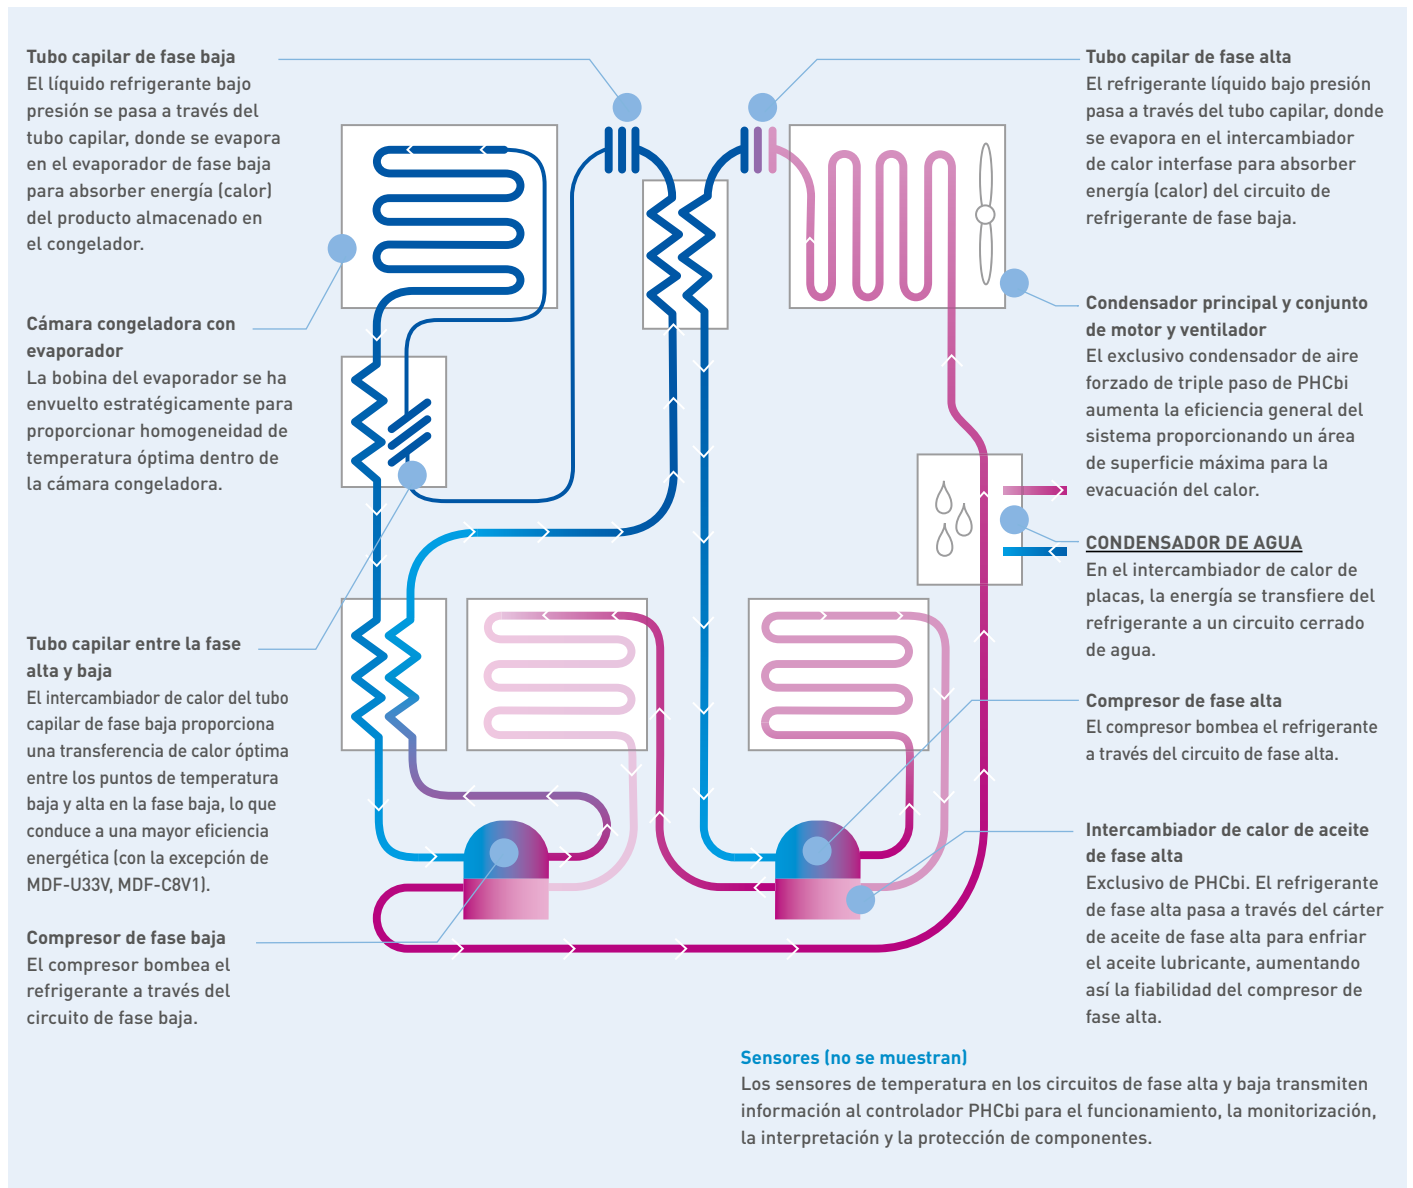 Tubo capilar de fase baja
El líquido refrigerante bajo
presión se pasa a través del
tubo capilar, donde se evapora
en el evaporador de fase baja
para absorber energía (calor)
del producto almacenado en
el congelador.
Cámara congeladora con
evaporador
La bobina del evaporador se ha
envuelto estratégicamente para
proporcionar homogeneidad de
temperatura óptima dentro de
la cámara congeladora.
Tubo capilar entre la fase
alta y baja
El intercambiador de calor del tubo
capilar de fase baja proporciona
una transferencia de calor óptima
entre los puntos de temperatura
baja y alta en la fase baja, lo que
conduce a una mayor eficiencia
energética (con la excepción de
MDF-U33V, MDF-C8V1).
Compresor de fase baja
El compresor bombea el
refrigerante a través del
circuito de fase baja.
Tubo capilar de fase alta
El refrigerante líquido bajo presión
pasa a través del tubo capilar, donde
se evapora en el intercambiador
de calor interfase para absorber
energía (calor) del circuito de
refrigerante de fase baja.
Condensador principal y conjunto
de motor y ventilador
El exclusivo condensador de aire
forzado de triple paso de PHCbi
aumenta la eficiencia general del
sistema proporcionando un área
de superficie máxima para la
evacuación del calor.
CONDENSADOR DE AGUA
En el intercambiador de calor de
placas, la energía se transfiere del
refrigerante a un circuito cerrado
de agua.
Compresor de fase alta
El compresor bombea el refrigerante
a través del circuito de fase alta.
Intercambiador de calor de aceite
de fase alta
Exclusivo de PHCbi. El refrigerante
de fase alta pasa a través del cárter
de aceite de fase alta para enfriar
el aceite lubricante, aumentando
así la fiabilidad del compresor de
fase alta.
Sensores (no se muestran)
Los sensores de temperatura en los circuitos de fase alta y baja transmiten
información al controlador PHCbi para el funcionamiento, la monitorización,
la interpretación y la protección de componentes.